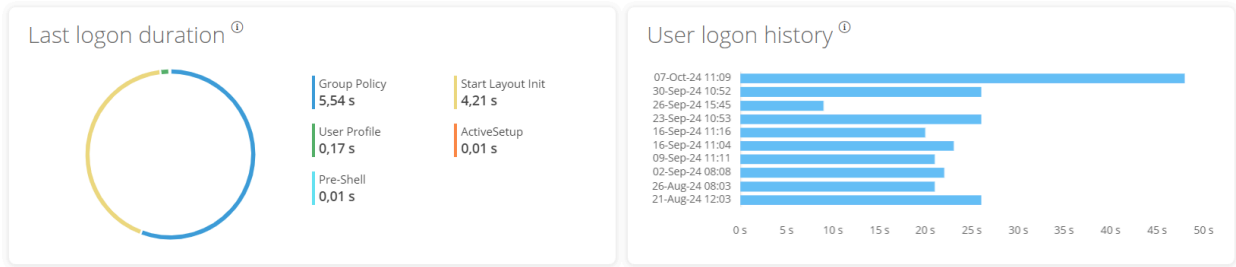 Last logon duration
Group Policy
5,54 s
Start Layout Init
4,21 s
User Profile
0,17 s
ActiveSetup
0,01 s
Pre-Shell
0,01 s
User logon history
07-Oct-24 11:09
30-Sep-24 10:52
26-Sep-24 15:45
23-Sep-24 10:53
16-Sep-24 11:16
16-Sep-24 11:04
09-Sep-24 11:11
02-Sep-24 08:08
26-Aug-24 08:03
21-Aug-24 12:03
0 s 5 s 10 s 15 s 20 s 25 s 30 s 35 s 40 s 45 s 50 s